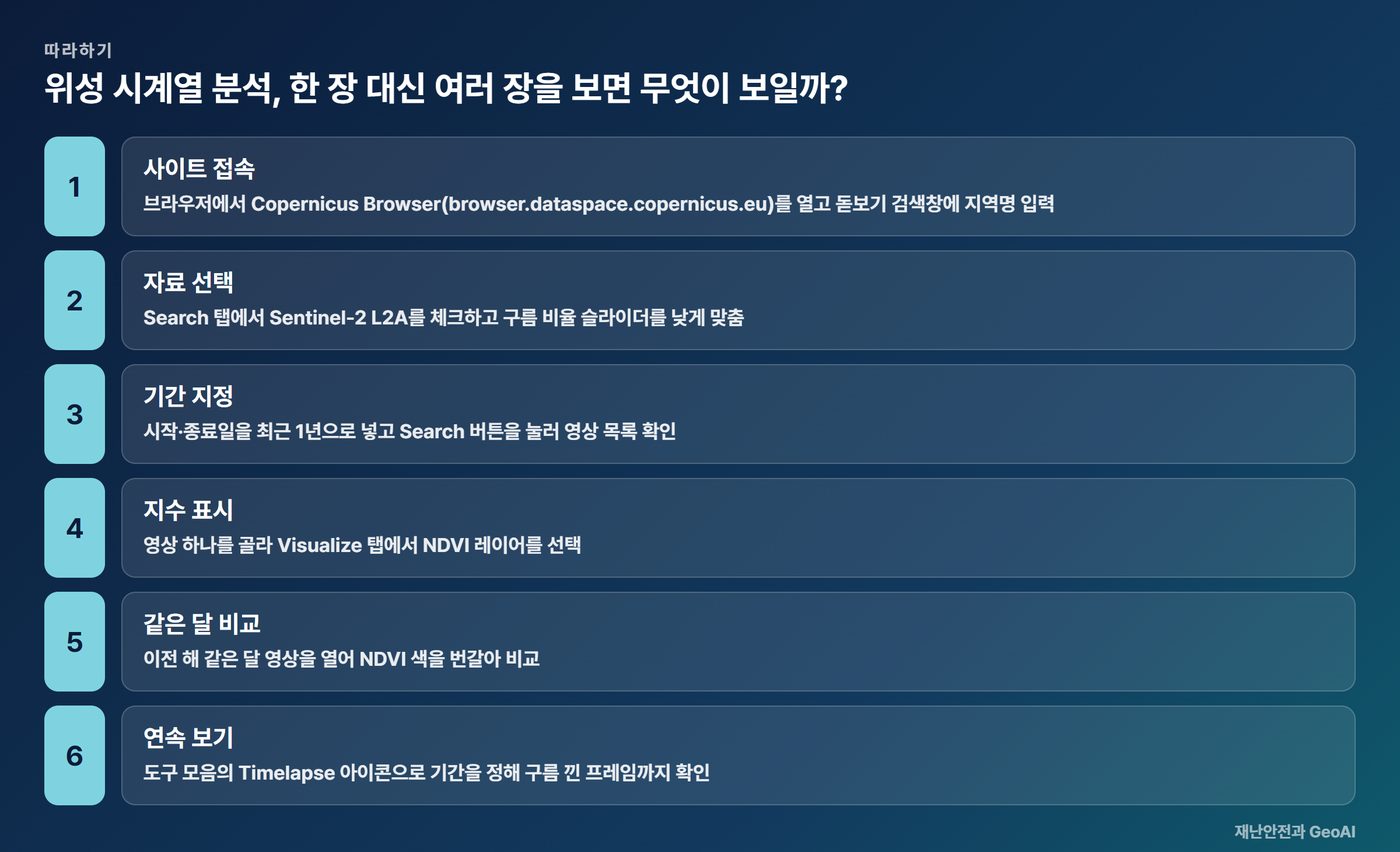 따라하기
위성 시계열 분석, 한 장 대신 여러 장을 보면 무엇이 보일까?
1
사이트 접속
브라우저에서 Copernicus Browser(browser.dataspace.copernicus.eu)를 열고 돋보기 검색창에 지역명 입력
2
자료 선택
Search 탭에서 Sentinel-2 L2A를 체크하고 구름 비율 슬라이더를 낮게 맞춤
3
기간 지정
시작·종료일을 최근 1년으로 넣고 Search 버튼을 눌러 영상 목록 확인
4
지수 표시
영상 하나를 골라 Visualize 탭에서 NDVI 레이어를 선택
5
같은 달 비교
이전 해 같은 달 영상을 열어 NDVI 색을 번갈아 비교
6
연속 보기
도구 모음의 Timelapse 아이콘으로 기간을 정해 구름 낀 프레임까지 확인
재난안전과 GeoAI